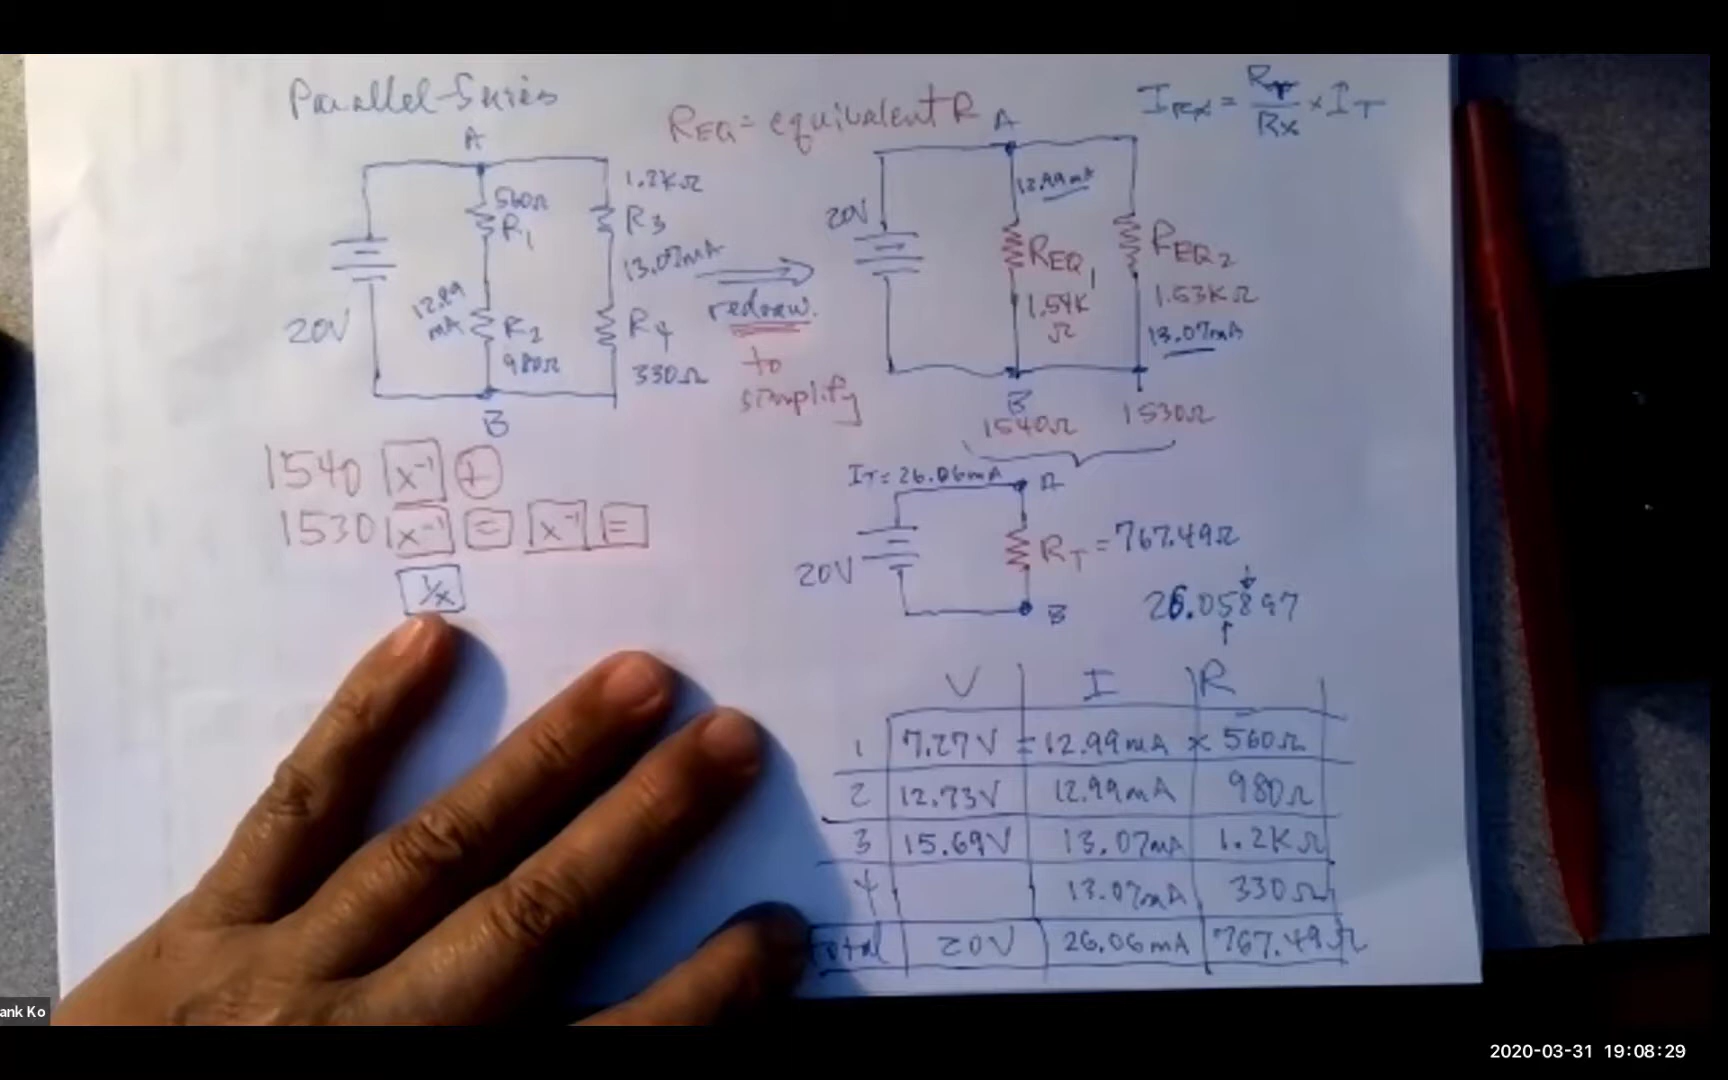 Parallel-Series
REQ = equivalent R
IRX = RT/RX × IT
A
560Ω
R1
1.2KΩ
R3
13.07mA
12.99
mA
R2
980Ω
R4
330Ω
20V
B
redraw.
to
simplify
A
12.99mA
20V
REQ1
1.54K
Ω
REQ2
1.53KΩ
13.07mA
B
1540Ω
1530Ω
1540 x⁻¹ +
1530 x⁻¹ = x⁻¹ =
1/x
IT = 26.06mA
A
20V
RT = 767.49Ω
B
26.05897
V I R
1 7.27V = 12.99mA × 560Ω
2 12.73V 12.99mA 980Ω
3 15.69V 13.07mA 1.2KΩ
4 13.07mA 330Ω
total 20V 26.06mA 767.49Ω
ank Ko
2020-03-31 19:08:29